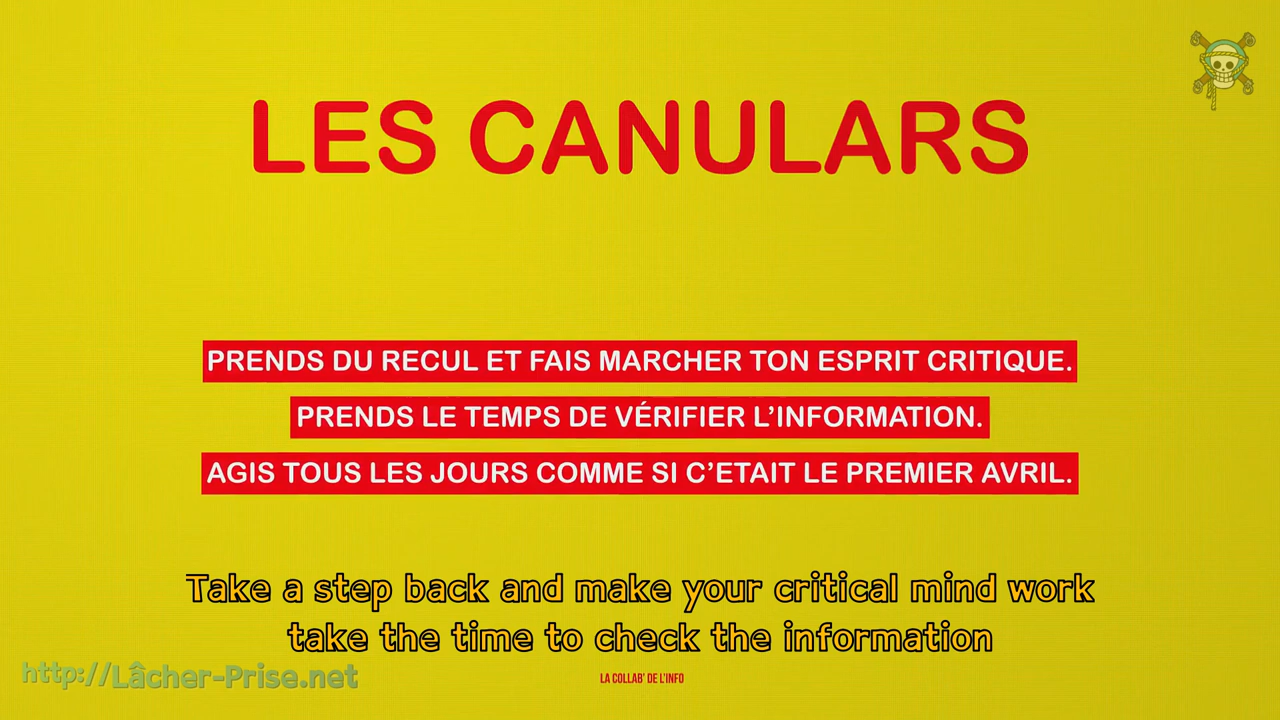 LES CANULARS
PRENDS DU RECUL ET FAIS MARCHER TON ESPRIT CRITIQUE.
PRENDS LE TEMPS DE VÉRIFIER L'INFORMATION.
AGIS TOUS LES JOURS COMME SI C'ETAIT LE PREMIER AVRIL.
Take a step back and make your critical mind work
take the time to check the information
http://Lâcher-Prise.net
LA COLLAB' DE L'INFO